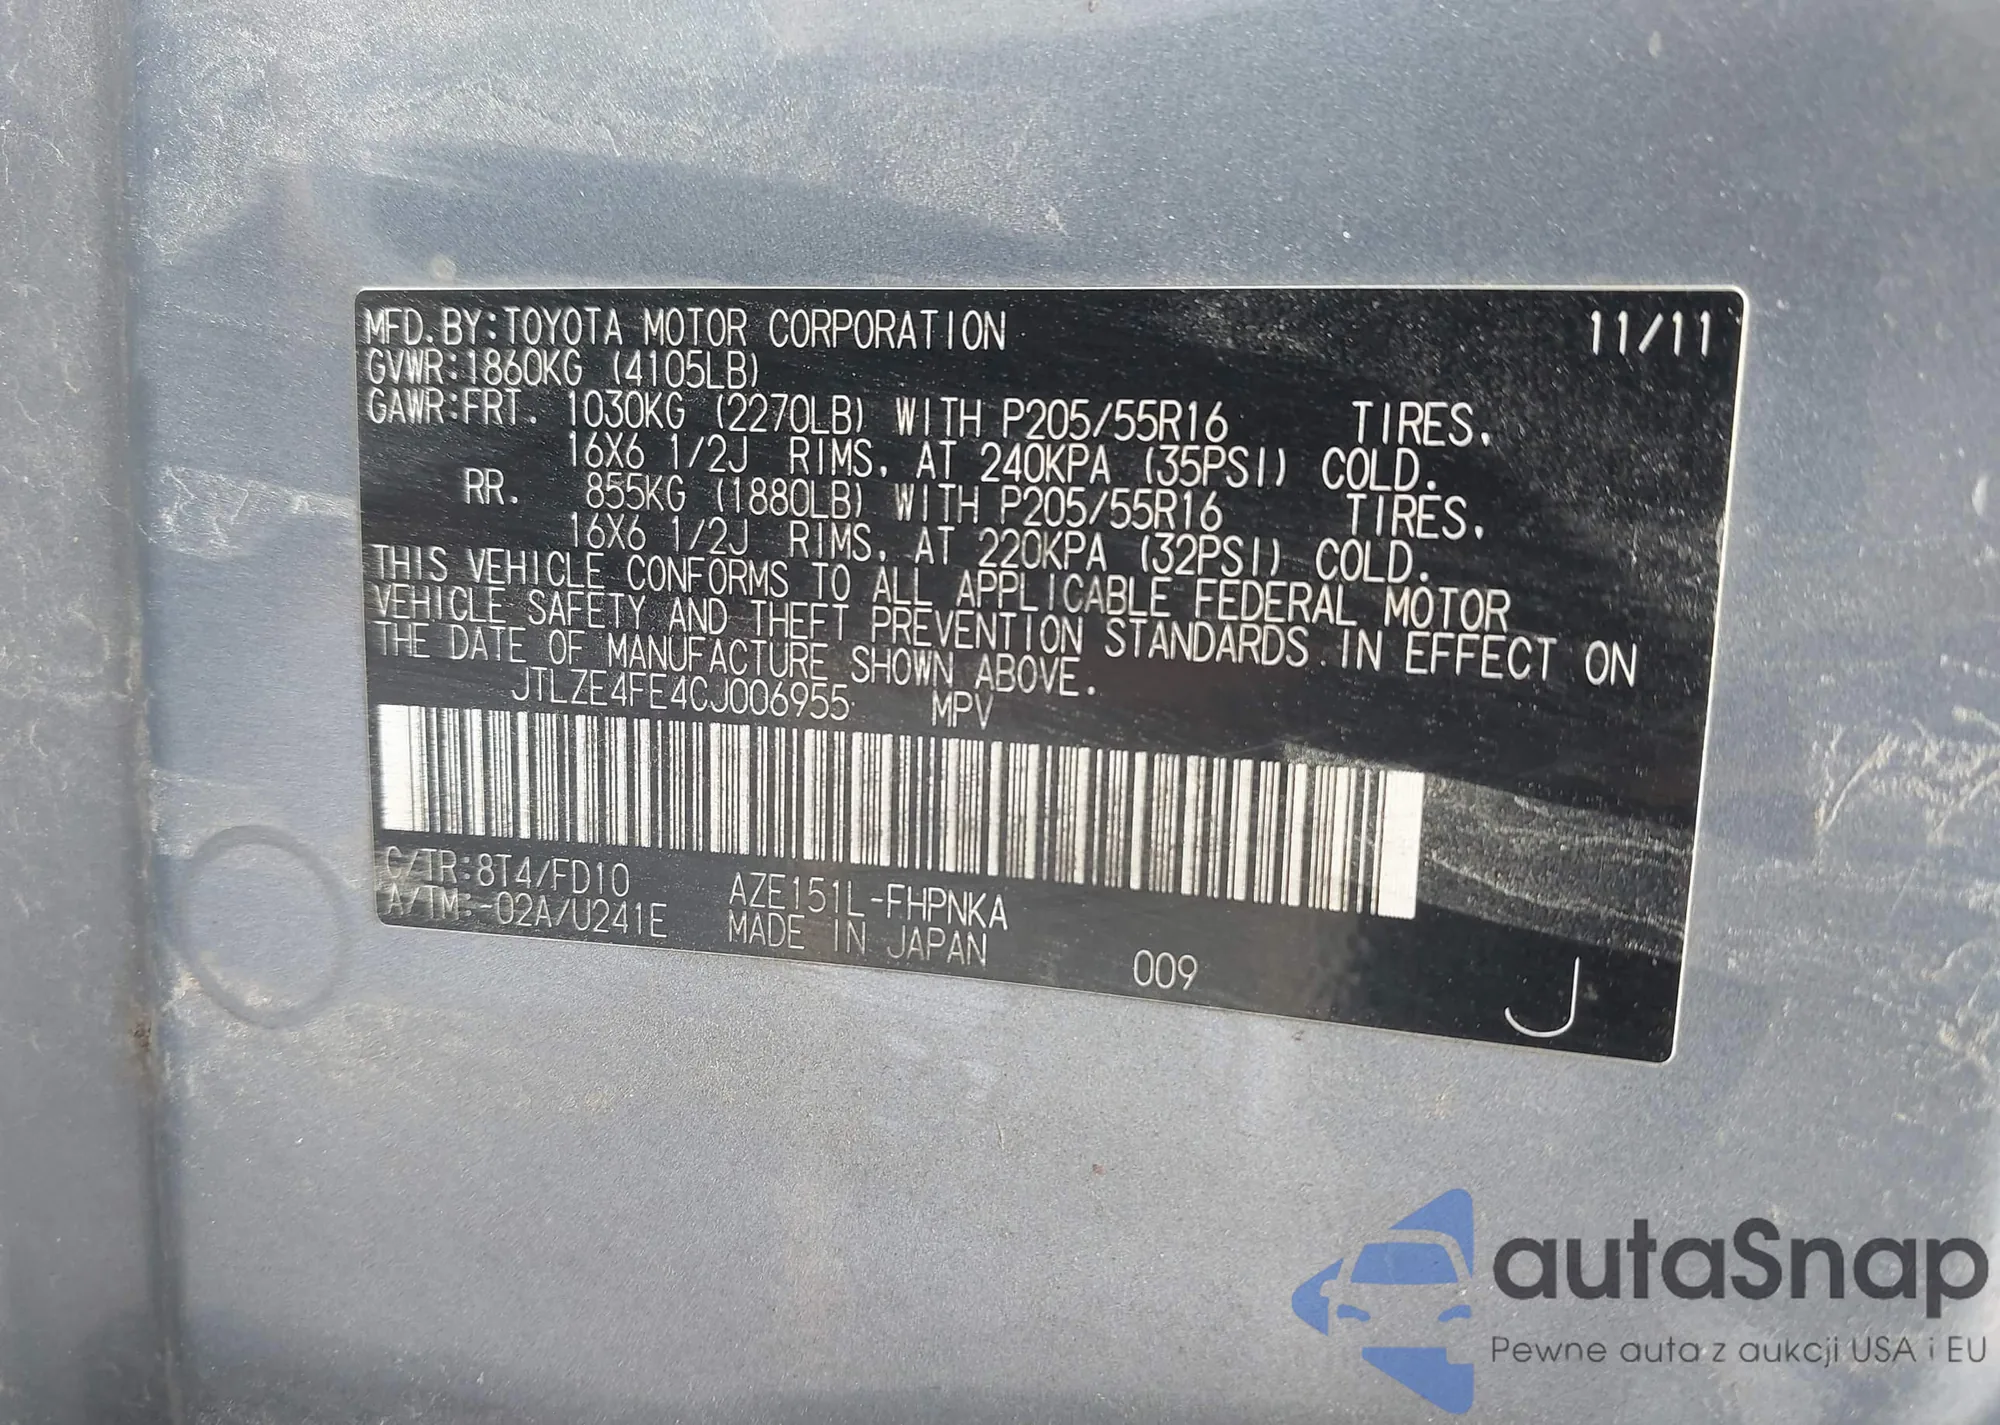 MFD.BY:TOYOTA MOTOR CORPORATION 11/11
GVWR:1860KG (4105LB)
GAWR:FRT. 1030KG (2270LB) WITH P205/55R16 TIRES,
16X6 1/2J RIMS, AT 240KPA (35PSI) COLD.
RR. 855KG (1880LB) WITH P205/55R16 TIRES,
16X6 1/2J RIMS, AT 220KPA (32PSI) COLD.
THIS VEHICLE CONFORMS TO ALL APPLICABLE FEDERAL MOTOR
VEHICLE SAFETY AND THEFT PREVENTION STANDARDS IN EFFECT ON
THE DATE OF MANUFACTURE SHOWN ABOVE.
JTLZE4FE4CJ006955 MPV
C/TR:8T4/FD10 AZE151L-FHPNKA
A/TM:-02A/U241E MADE IN JAPAN
009
J
autaSnap
Pewne auta z aukcji USA i EU